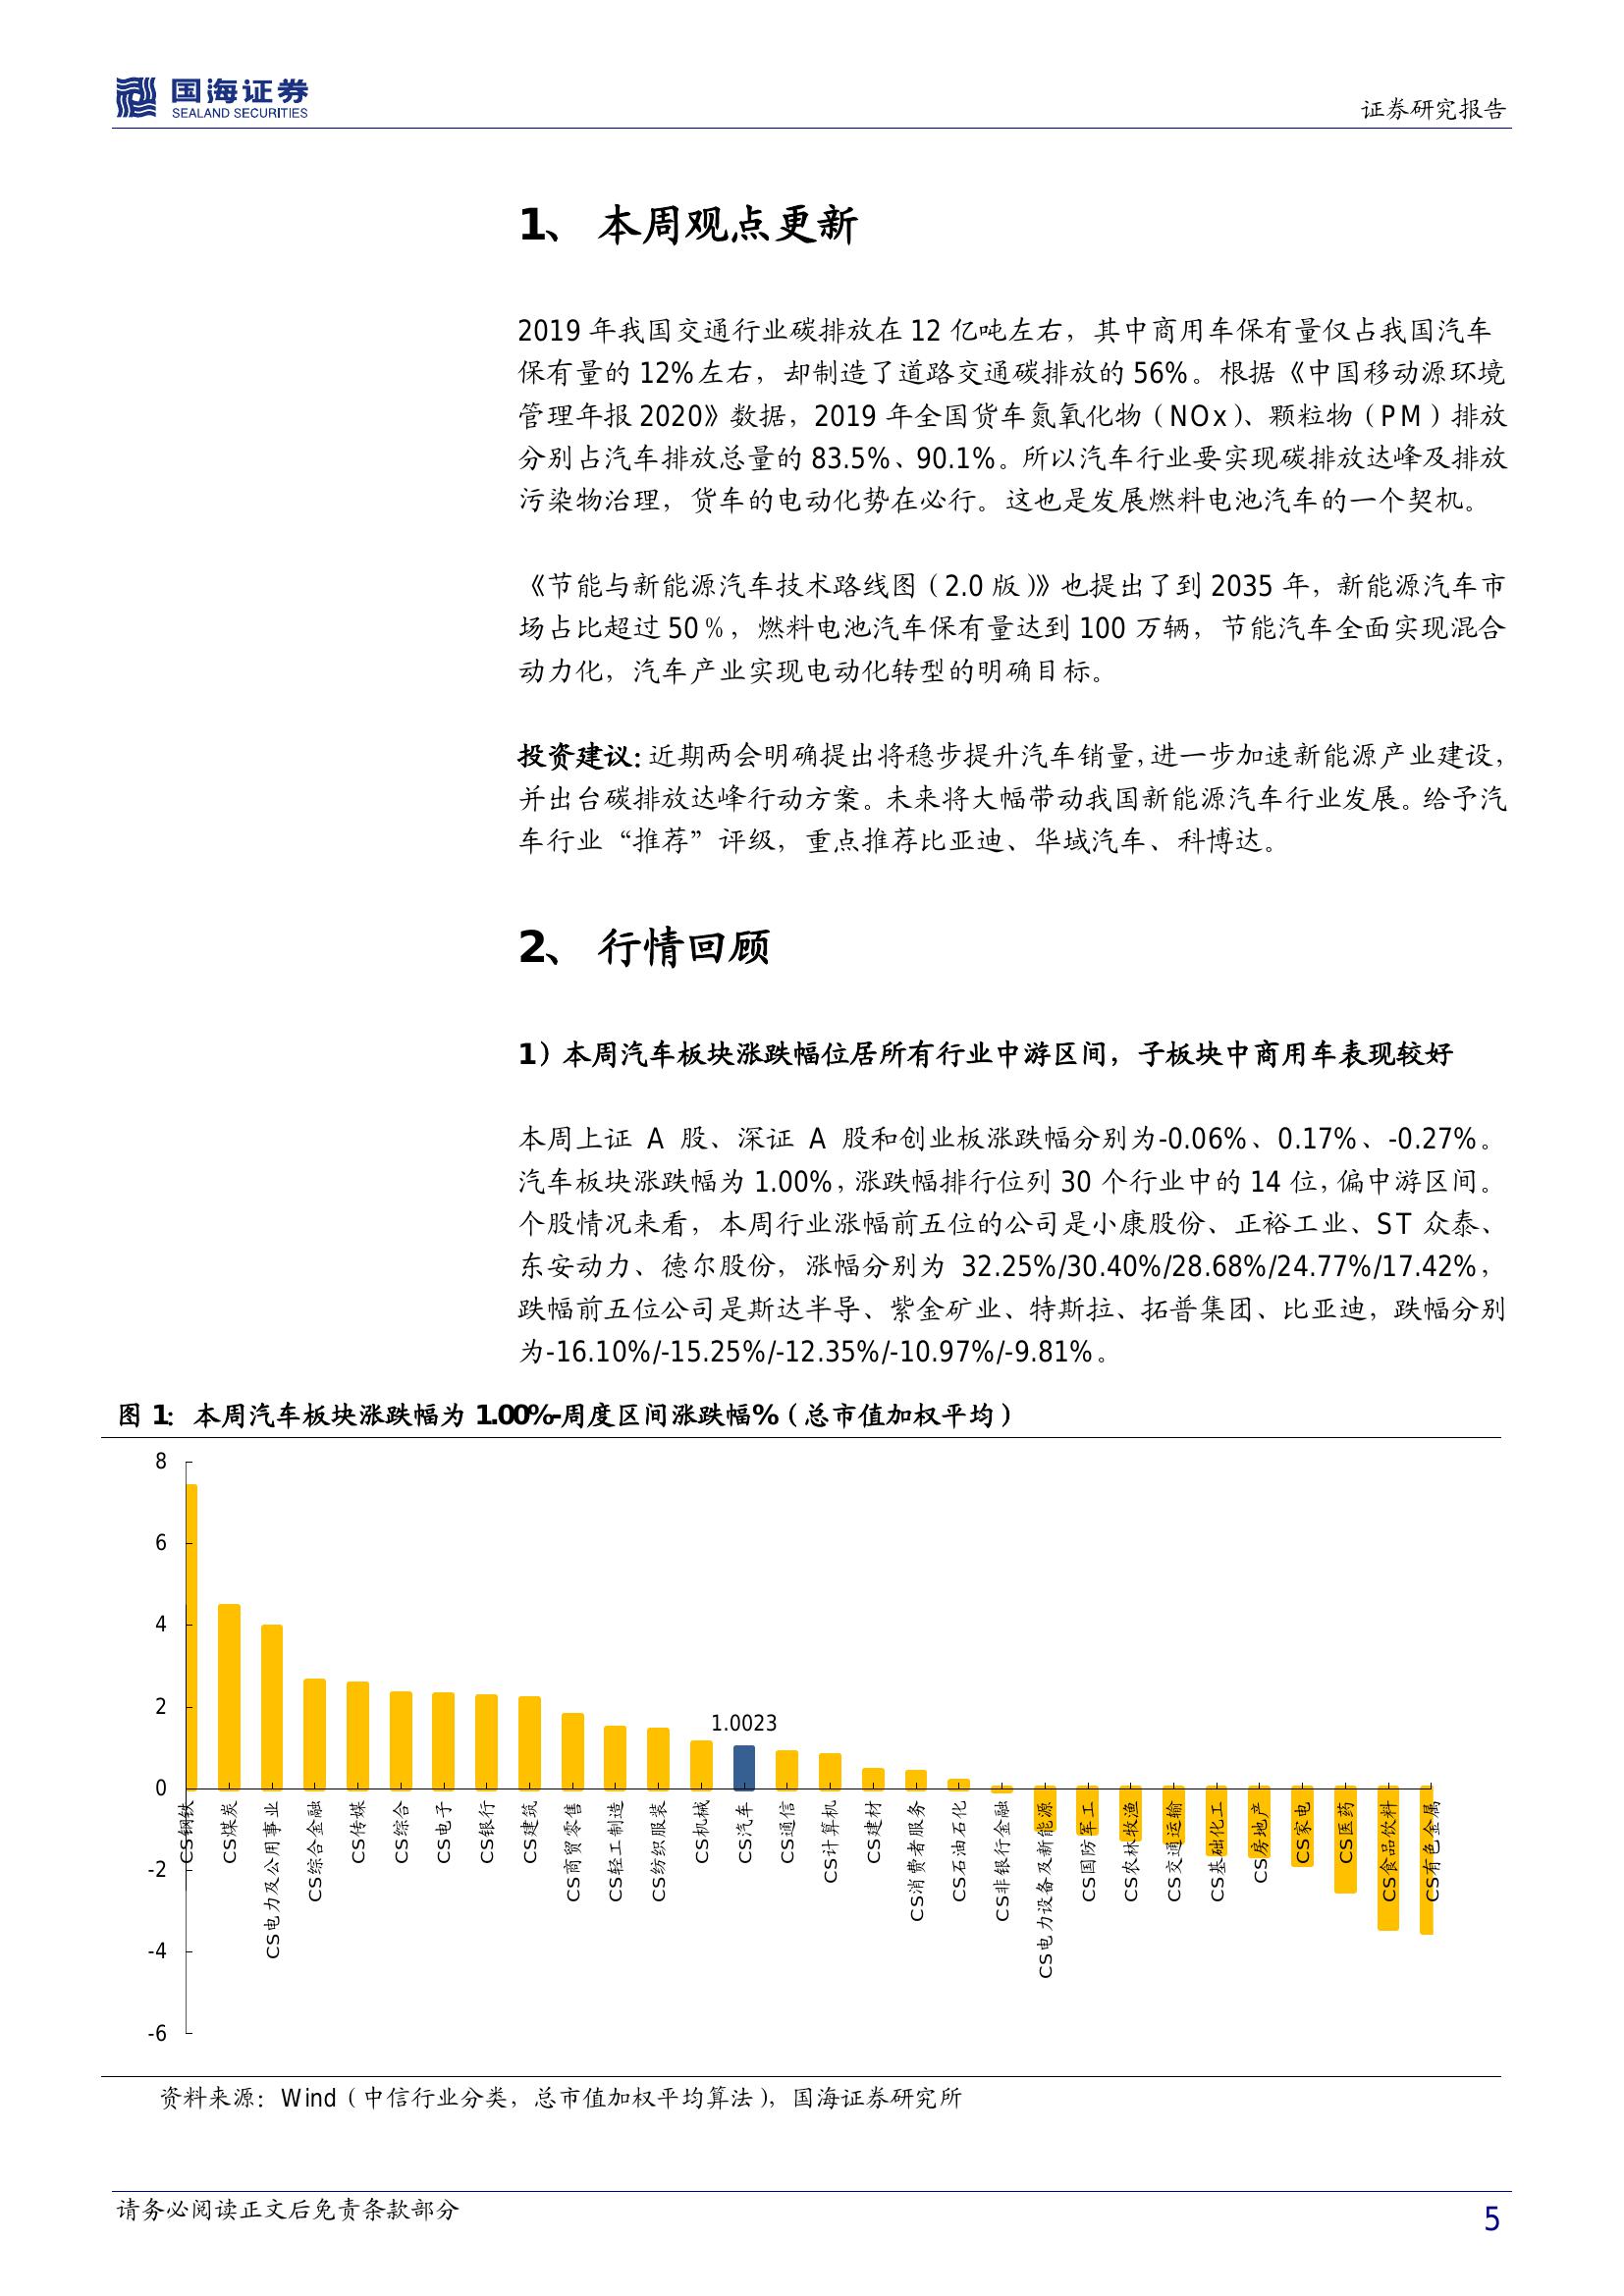 国海证券
SEALAND SECURITIES
证券研究报告
1、 本周观点更新
2019 年我国交通行业碳排放在 12 亿吨左右，其中商用车保有量仅占我国汽车
保有量的 12%左右，却制造了道路交通碳排放的 56%。根据《中国移动源环境
管理年报 2020》数据，2019 年全国货车氮氧化物（NOx）、颗粒物（PM）排放
分别占汽车排放总量的 83.5%、90.1%。所以汽车行业要实现碳排放达峰及排放
污染物治理，货车的电动化势在必行。这也是发展燃料电池汽车的一个契机。
《节能与新能源汽车技术路线图（2.0 版）》也提出了到 2035 年，新能源汽车市
场占比超过 50％，燃料电池汽车保有量达到 100 万辆，节能汽车全面实现混合
动力化，汽车产业实现电动化转型的明确目标。
投资建议：近期两会明确提出将稳步提升汽车销量，进一步加速新能源产业建设，
并出台碳排放达峰行动方案。未来将大幅带动我国新能源汽车行业发展。给予汽
车行业“推荐”评级，重点推荐比亚迪、华域汽车、科博达。
2、 行情回顾
1）本周汽车板块涨跌幅位居所有行业中游区间，子板块中商用车表现较好
本周上证 A 股、深证 A 股和创业板涨跌幅分别为-0.06%、0.17%、-0.27%。
汽车板块涨跌幅为 1.00%，涨跌幅排行位列 30 个行业中的 14 位，偏中游区间。
个股情况来看，本周行业涨幅前五位的公司是小康股份、正裕工业、ST 众泰、
东安动力、德尔股份，涨幅分别为 32.25%/30.40%/28.68%/24.77%/17.42%，
跌幅前五位公司是斯达半导、紫金矿业、特斯拉、拓普集团、比亚迪，跌幅分别
为-16.10%/-15.25%/-12.35%/-10.97%/-9.81%。
图 1：本周汽车板块涨跌幅为 1.00%-周度区间涨跌幅%（总市值加权平均）
8
6
4
2
0
-2
-4
-6
1.0023
CS钢铁
CS煤炭
CS电力及公用事业
CS综合金融
CS传媒
CS综合
CS电子
CS银行
CS建筑
CS商贸零售
CS轻工制造
CS纺织服装
CS机械
CS汽车
CS通信
CS计算机
CS建材
CS消费者服务
CS石油石化
CS非银行金融
CS电力设备及新能源
CS国防军工
CS农林牧渔
CS交通运输
CS基础化工
CS房地产
CS家电
CS医药
CS食品饮料
CS有色金属
资料来源：Wind（中信行业分类，总市值加权平均算法），国海证券研究所
请务必阅读正文后免责条款部分
5